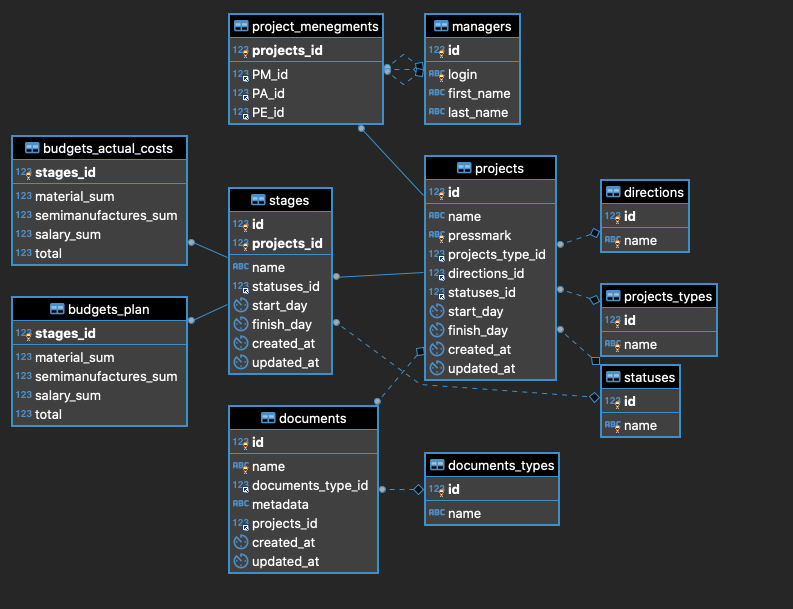 project_menegments
123 projects_id
123 PM_id
123 PA_id
123 PE_id
managers
123 id
ABC login
ABC first_name
ABC last_name
budgets_actual_costs
123 stages_id
123 material_sum
123 semimanufactures_sum
123 salary_sum
123 total
stages
123 id
123 projects_id
ABC name
123 statuses_id
start_day
finish_day
created_at
updated_at
projects
123 id
ABC name
ABC pressmark
123 projects_type_id
123 directions_id
123 statuses_id
start_day
finish_day
created_at
updated_at
directions
123 id
ABC name
budgets_plan
123 stages_id
123 material_sum
123 semimanufactures_sum
123 salary_sum
123 total
projects_types
123 id
ABC name
statuses
123 id
ABC name
documents
123 id
ABC name
123 documents_type_id
ABC metadata
123 projects_id
created_at
updated_at
documents_types
123 id
ABC name